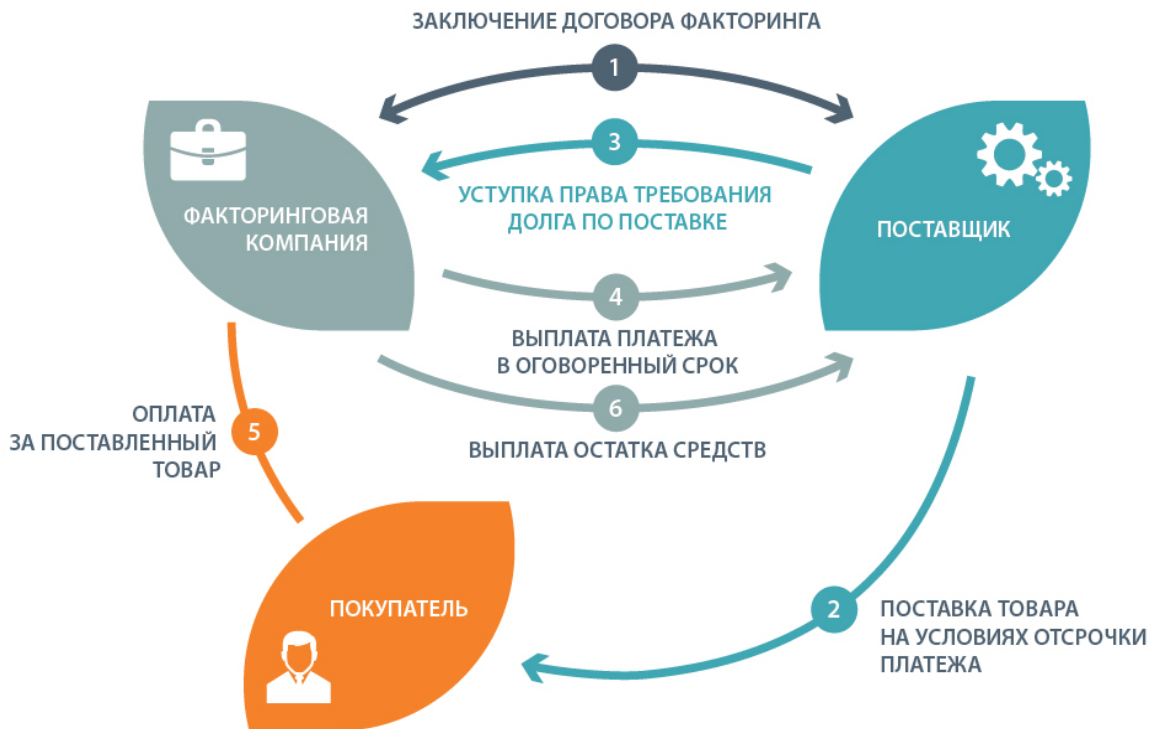 ЗАКЛЮЧЕНИЕ ДОГОВОРА ФАКТОРИНГА
1
3
УСТУПКА ПРАВА ТРЕБОВАНИЯ
ДОЛГА ПО ПОСТАВКЕ
ФАКТОРИНГОВАЯ
КОМПАНИЯ
ПОСТАВЩИК
4
ВЫПЛАТА ПЛАТЕЖА
В ОГОВОРЕННЫЙ СРОК
6
ВЫПЛАТА ОСТАТКА СРЕДСТВ
ОПЛАТА
ЗА ПОСТАВЛЕННЫЙ
ТОВАР
5
ПОКУПАТЕЛЬ
2
ПОСТАВКА ТОВАРА
НА УСЛОВИЯХ ОТСРОЧКИ
ПЛАТЕЖА